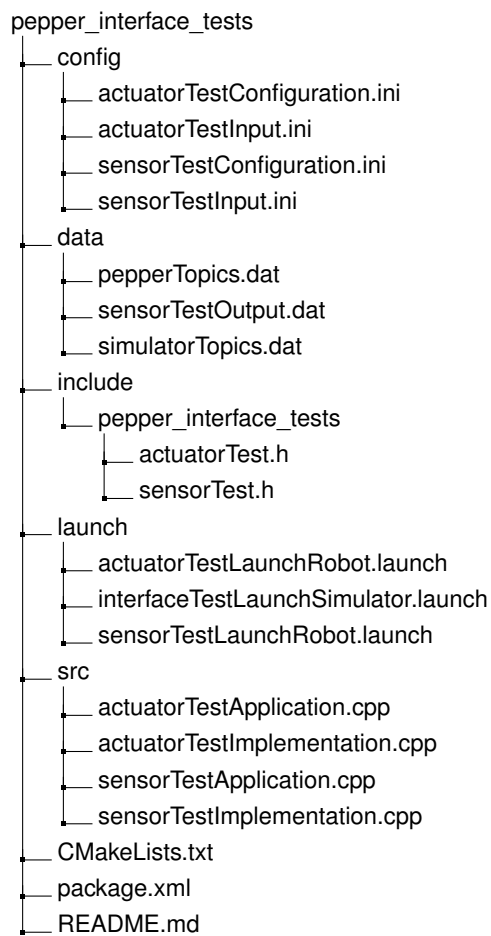 pepper_interface_tests
config
actuatorTestConfiguration.ini
actuatorTestInput.ini
sensorTestConfiguration.ini
sensorTestInput.ini
data
pepperTopics.dat
sensorTestOutput.dat
simulatorTopics.dat
include
pepper_interface_tests
actuatorTest.h
sensorTest.h
launch
actuatorTestLaunchRobot.launch
interfaceTestLaunchSimulator.launch
sensorTestLaunchRobot.launch
src
actuatorTestApplication.cpp
actuatorTestImplementation.cpp
sensorTestApplication.cpp
sensorTestImplementation.cpp
CMakeLists.txt
package.xml
README.md